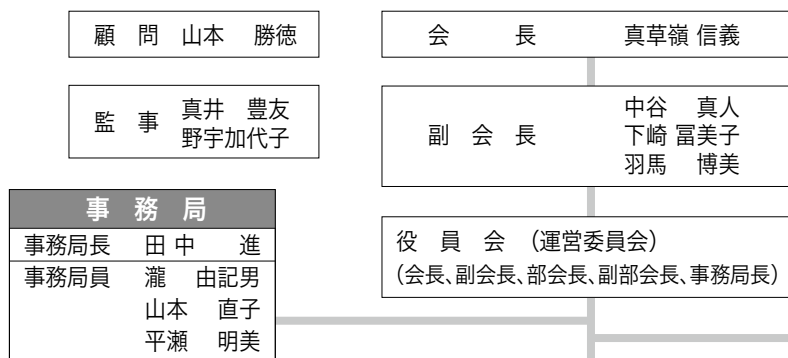 顧 問 山本 勝徳
監 事 真井 豊友
野宇加代子
事 務 局
事務局長 田中 進
事務局員 瀧 由記男
山本 直子
平瀬 明美
会 長 真草嶺 信義
副 会 長 中谷 真人
下崎 冨美子
羽馬 博美
役 員 会 （運営委員会）
（会長、副会長、部会長、副部会長、事務局長）